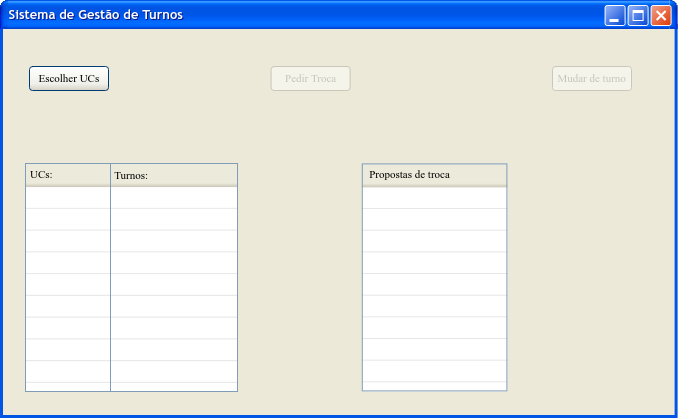 Sistema de Gestão de Turnos
Escolher UCs
Pedir Troca
Mudar de turno
UCs:
Turnos:
Propostas de troca